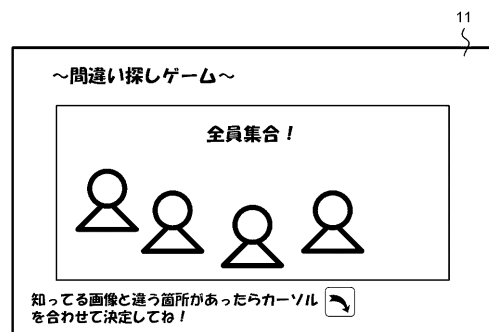 11
～間違い探しゲーム～
全員集合！
知ってる画像と違う箇所があったらカーソル
を合わせて決定してね！